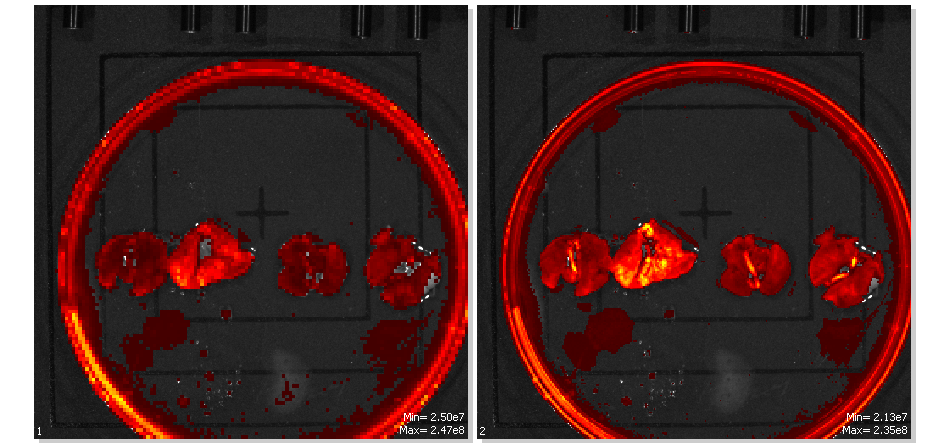 Min= 2.50e7
1 Max= 2.47e8
Min= 2.13e7
2 Max= 2.35e8